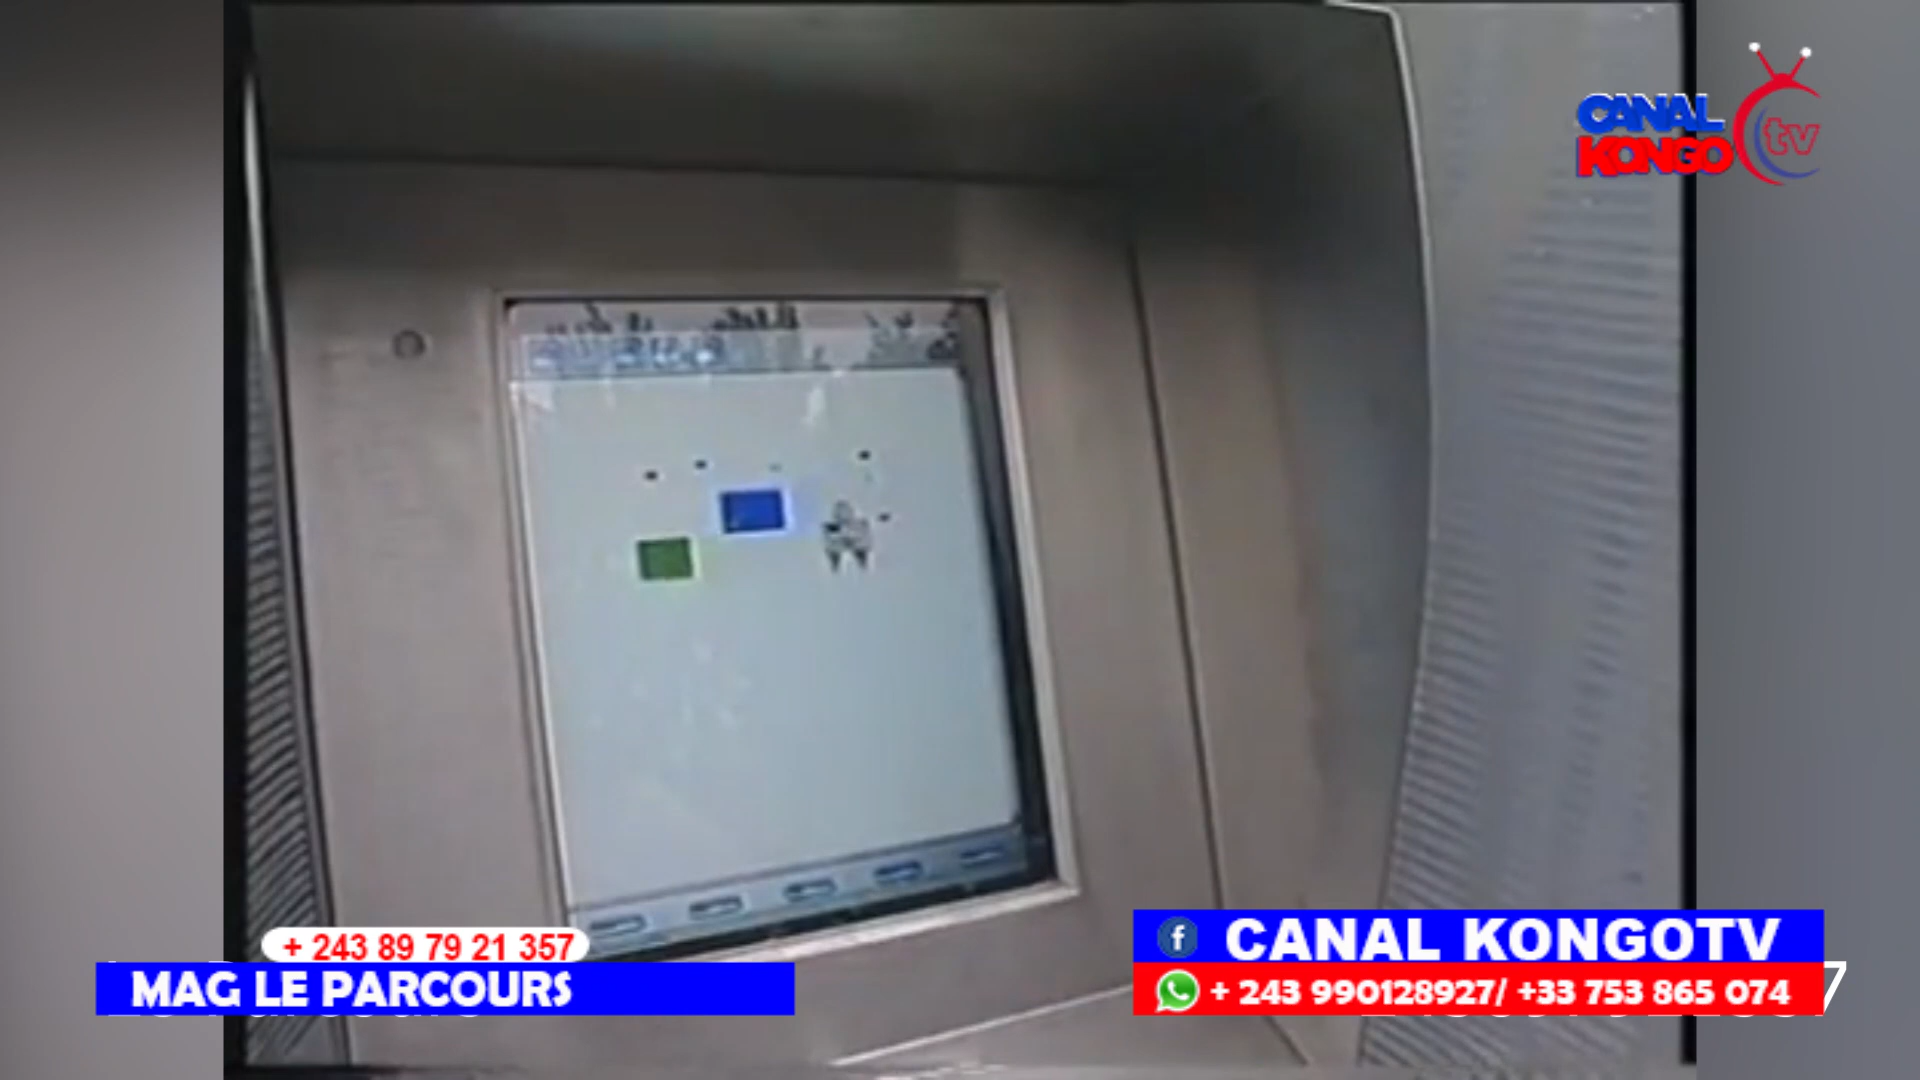 CANAL
KONGO
tv
+ 243 89 79 21 357
MAG LE PARCOURS
CANAL KONGOTV
+ 243 990128927/ +33 753 865 074